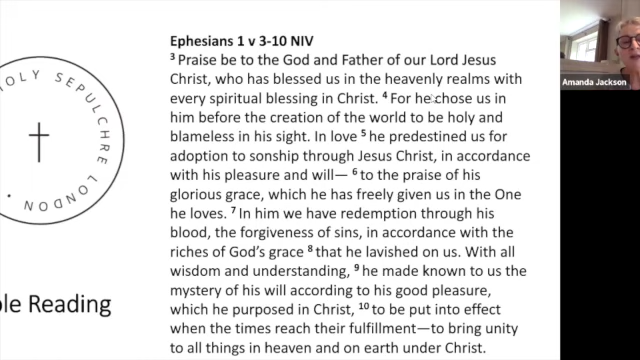 HOLY SEPULCHRE LONDON •
Ephesians 1 v 3-10 NIV
3 Praise be to the God and Father of our Lord Jesus
Christ, who has blessed us in the heavenly realms with
every spiritual blessing in Christ. 4 For he chose us in
him before the creation of the world to be holy and
blameless in his sight. In love 5 he predestined us for
adoption to sonship through Jesus Christ, in accordance
with his pleasure and will— 6 to the praise of his
glorious grace, which he has freely given us in the One
he loves. 7 In him we have redemption through his
blood, the forgiveness of sins, in accordance with the
riches of God's grace 8 that he lavished on us. With all
wisdom and understanding, 9 he made known to us the
mystery of his will according to his good pleasure,
which he purposed in Christ, 10 to be put into effect
when the times reach their fulfillment—to bring unity
to all things in heaven and on earth under Christ.
ple Reading
Amanda Jackson